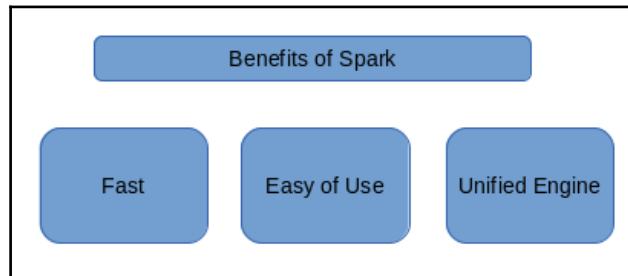 Benefits of Spark
Fast
Easy of Use
Unified Engine